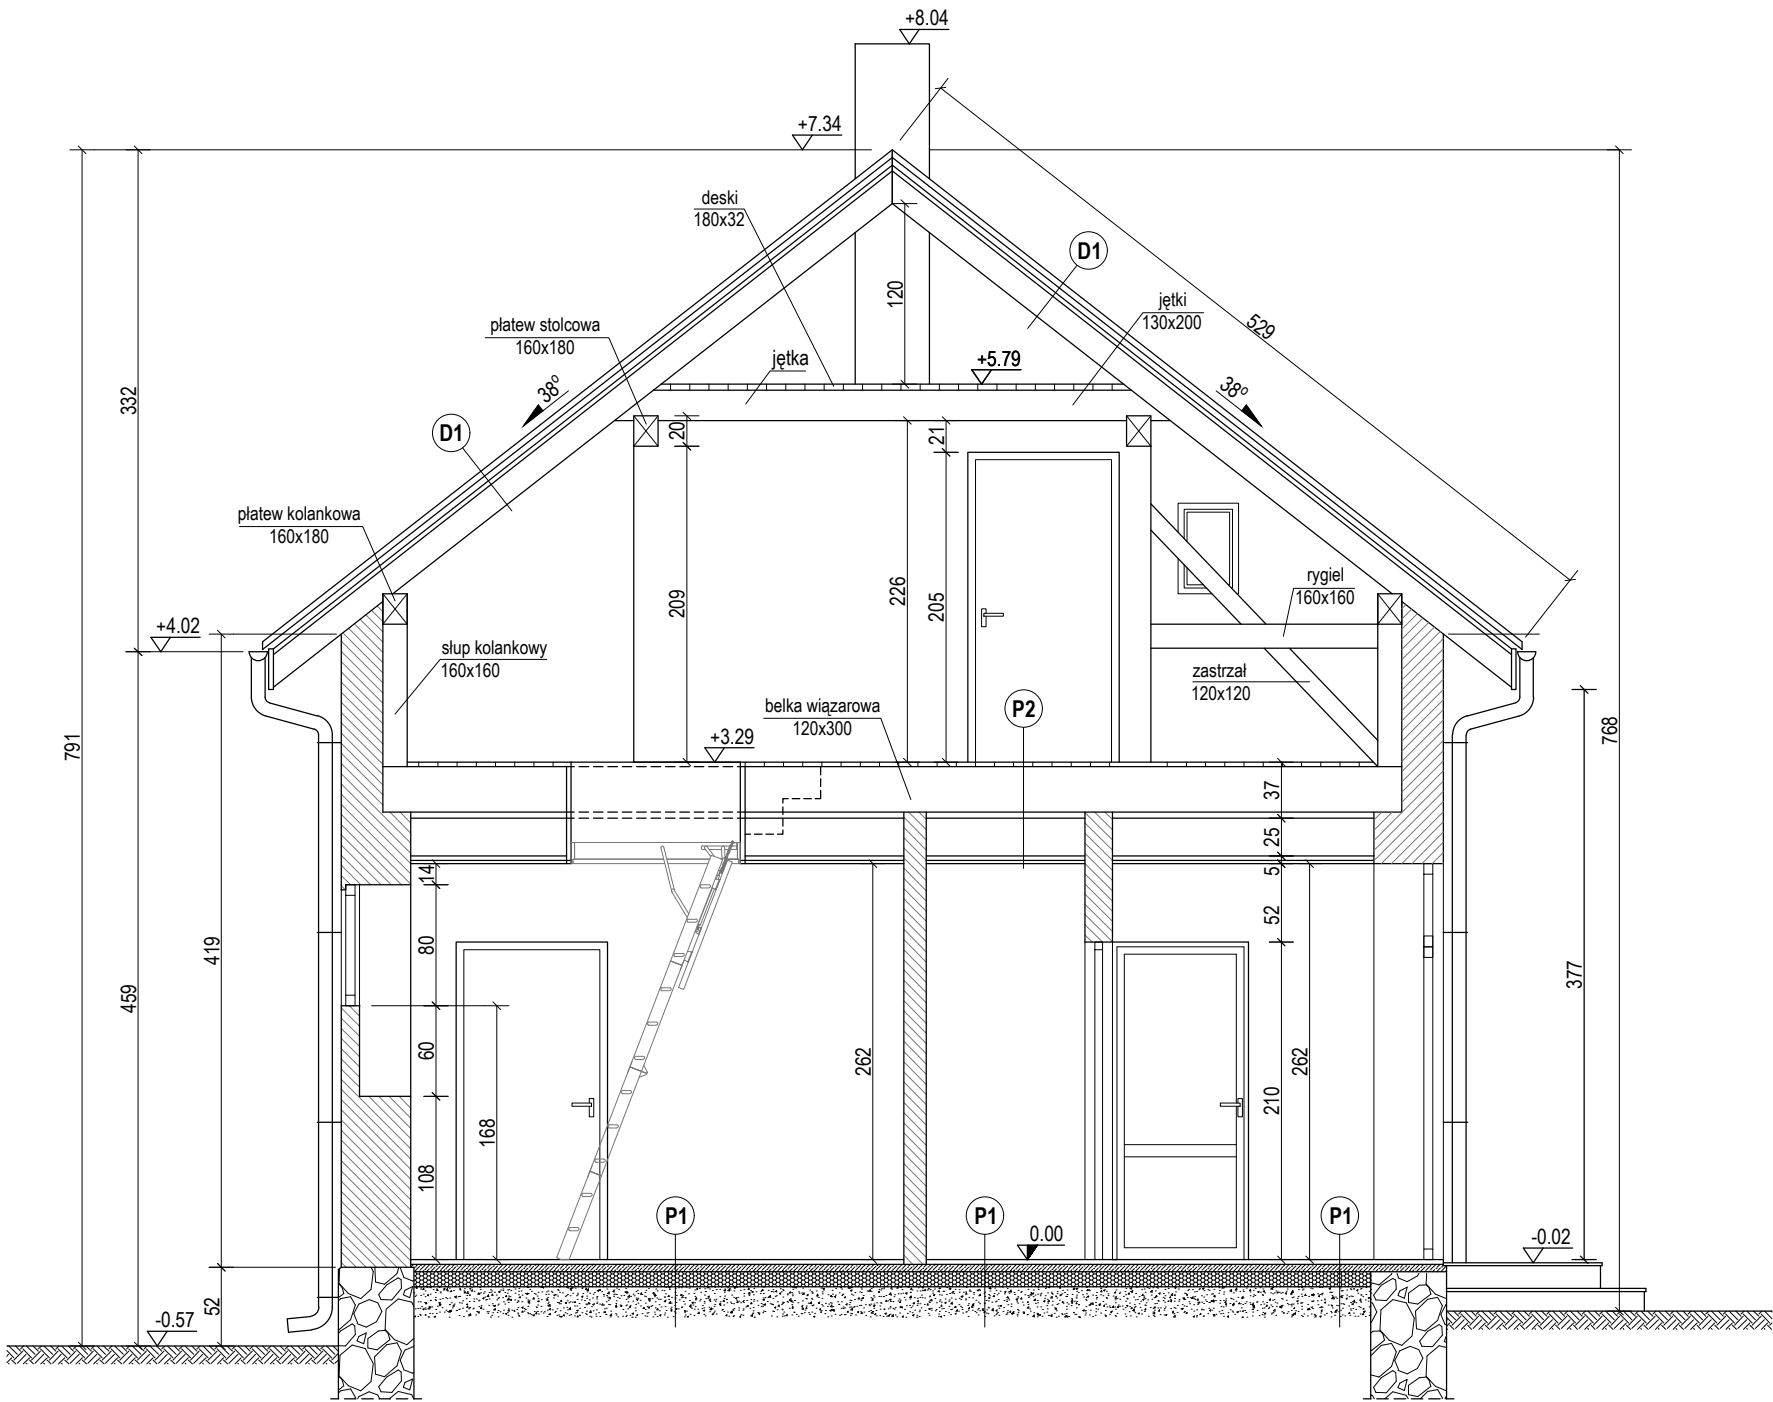 +8.04
+7.34
deski
180x32
D1
120
jętki
130x200
529
płatew stolcowa
160x180
jętka
+5.79
332
38⁰
38⁰
D1
20
21
płatew kolankowa
160x180
209
226
205
rygiel
160x160
+4.02
słup kolankowy
160x160
zastrzał
120x120
belka wiązarowa
120x300
P2
+3.29
791
768
37
25
14
5
52
80
419
459
377
60
262
262
210
168
108
P1
P1
P1
0.00
-0.02
52
-0.57